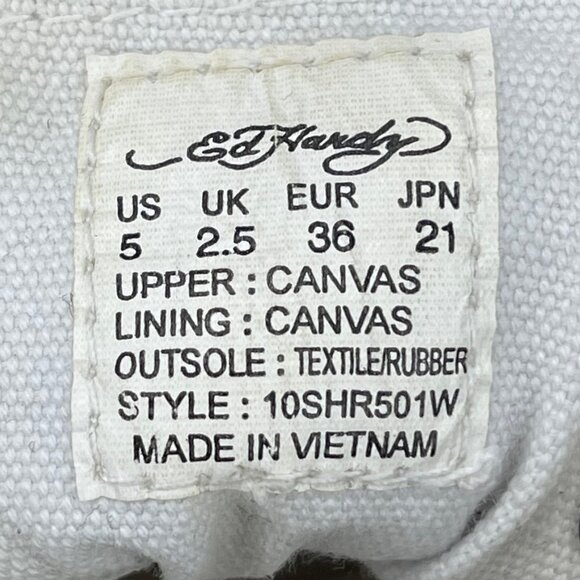 Ed Hardy
US UK EUR JPN
5 2.5 36 21
UPPER : CANVAS
LINING : CANVAS
OUTSOLE : TEXTILE/RUBBER
STYLE : 10SHR501W
MADE IN VIETNAM